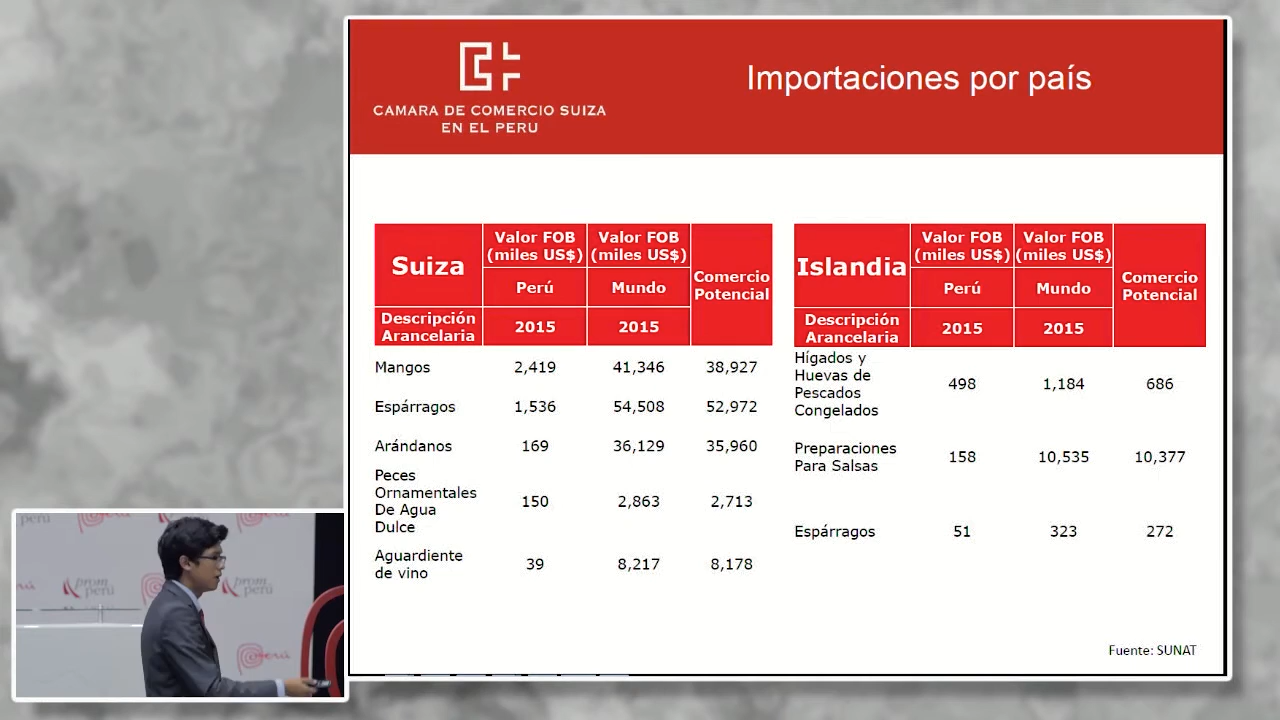 CAMARA DE COMERCIO SUIZA
EN EL PERU
Importaciones por país
Suiza
Valor FOB
(miles US$)
Valor FOB
(miles US$)
Comercio
Potencial
Perú
Mundo
Descripción
Arancelaria
2015
2015
Mangos 2,419 41,346 38,927
Espárragos 1,536 54,508 52,972
Arándanos 169 36,129 35,960
Peces
Ornamentales
De Agua
Dulce
150 2,863 2,713
Aguardiente
de vino
39 8,217 8,178
Islandia
Valor FOB
(miles US$)
Valor FOB
(miles US$)
Comercio
Potencial
Perú
Mundo
Descripción
Arancelaria
2015
2015
Hígados y
Huevas de
Pescados
Congelados
498 1,184 686
Preparaciones
Para Salsas
158 10,535 10,377
Espárragos 51 323 272
Fuente: SUNAT
perú
prom
perú
prom
perú